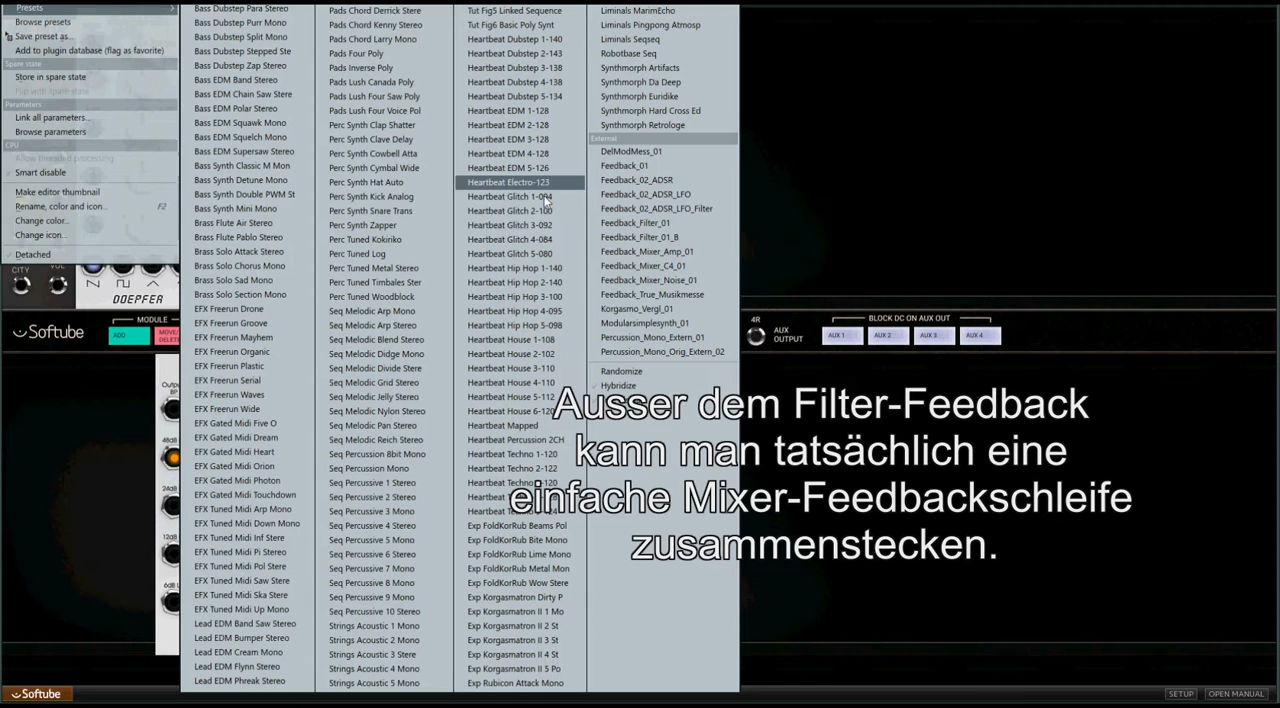 Presets
Browse presets
Save preset as...
Add to plugin database (flag as favorite)
Spare state
Store in spare state
Flip with spare state
Parameters
Link all parameters...
Browse parameters
CPU
Allow threaded processing
Smart disable
Make editor thumbnail
Rename, color and icon... F2
Change color...
Change icon...
Detached
Bass Dubstep Para Stereo
Bass Dubstep Purr Mono
Bass Dubstep Split Mono
Bass Dubstep Stepped Ste
Bass Dubstep Zap Stereo
Bass EDM Band Stereo
Bass EDM Chain Saw Stere
Bass EDM Polar Stereo
Bass EDM Squawk Mono
Bass EDM Squelch Mono
Bass EDM Supersaw Stereo
Bass Synth Classic M Mon
Bass Synth Detune Mono
Bass Synth Double PWM St
Bass Synth Mini Mono
Brass Flute Air Stereo
Brass Flute Pablo Stereo
Brass Solo Attack Stereo
Brass Solo Chorus Mono
Brass Solo Sad Mono
Brass Solo Section Mono
EFX Freerun Drone
EFX Freerun Groove
EFX Freerun Mayhem
EFX Freerun Organic
EFX Freerun Plastic
EFX Freerun Serial
EFX Freerun Waves
EFX Freerun Wide
EFX Gated Midi Five O
EFX Gated Midi Dream
EFX Gated Midi Heart
EFX Gated Midi Orion
EFX Gated Midi Photon
EFX Gated Midi Touchdown
EFX Tuned Midi Arp Mono
EFX Tuned Midi Down Mono
EFX Tuned Midi Inf Stere
EFX Tuned Midi Pi Stereo
EFX Tuned Midi Pol Stere
EFX Tuned Midi Saw Stere
EFX Tuned Midi Ska Stere
EFX Tuned Midi Up Mono
Lead EDM Band Saw Stereo
Lead EDM Bumper Stereo
Lead EDM Cream Mono
Lead EDM Flynn Stereo
Lead EDM Phreak Stereo
Pads Chord Derrick Stere
Pads Chord Kenny Stereo
Pads Chord Larry Mono
Pads Four Poly
Pads Inverse Poly
Pads Lush Canada Poly
Pads Lush Four Saw Poly
Pads Lush Four Voice Pol
Perc Synth Clap Shatter
Perc Synth Clave Delay
Perc Synth Cowbell Atta
Perc Synth Cymbal Wide
Perc Synth Hat Auto
Perc Synth Kick Analog
Perc Synth Snare Trans
Perc Synth Zapper
Perc Tuned Kokiriko
Perc Tuned Log
Perc Tuned Metal Stereo
Perc Tuned Timbales Ster
Perc Tuned Woodblock
Seq Melodic Arp Mono
Seq Melodic Arp Stereo
Seq Melodic Blend Stereo
Seq Melodic Didge Mono
Seq Melodic Divide Stere
Seq Melodic Grid Stereo
Seq Melodic Jelly Stereo
Seq Melodic Nylon Stereo
Seq Melodic Pan Stereo
Seq Melodic Reich Stereo
Seq Percussion 8bit Mono
Seq Percussion Mono
Seq Percussive 1 Stereo
Seq Percussive 2 Stereo
Seq Percussive 3 Mono
Seq Percussive 4 Stereo
Seq Percussive 5 Mono
Seq Percussive 6 Stereo
Seq Percussive 7 Mono
Seq Percussive 8 Mono
Seq Percussive 9 Mono
Seq Percussive 10 Stereo
Strings Acoustic 1 Mono
Strings Acoustic 2 Mono
Strings Acoustic 3 Stere
Strings Acoustic 4 Mono
Strings Acoustic 5 Mono
Tut Fig5 Linked Sequence
Tut Fig6 Basic Poly Synt
Heartbeat Dubstep 1-140
Heartbeat Dubstep 2-143
Heartbeat Dubstep 3-138
Heartbeat Dubstep 4-138
Heartbeat Dubstep 5-134
Heartbeat EDM 1-128
Heartbeat EDM 2-128
Heartbeat EDM 3-128
Heartbeat EDM 4-128
Heartbeat EDM 5-126
Heartbeat Electro-123
Heartbeat Glitch
Heartbeat Glitch 2-100
Heartbeat Glitch 3-092
Heartbeat Glitch 4-084
Heartbeat Glitch 5-080
Heartbeat Hip Hop 1-140
Heartbeat Hip Hop 2-140
Heartbeat Hip Hop 3-100
Heartbeat Hip Hop 4-095
Heartbeat Hip Hop 5-098
Heartbeat House 1-108
Heartbeat House 2-102
Heartbeat House 3-110
Heartbeat House 4-110
Heartbeat House 5-112
Heartbeat House
Heartbeat Mapped
Heartbeat Percussion 2CH
Heartbeat Techno 1-120
Heartbeat Techno 2-122
Exp FoldKorRub Beams Pol
Exp FoldKorRub Bite Mono
Exp FoldKorRub Lime Mono
Exp FoldKorRub Metal Mon
Exp FoldKorRub Wow Stere
Exp Korgasmatron Dirty P
Exp Korgasmatron II 1 Mo
Exp Korgasmatron II 2 St
Exp Korgasmatron II 3 St
Exp Korgasmatron II 4 St
Exp Korgasmatron II 5 Po
Exp Rubicon Attack Mono
Liminals MarimEcho
Liminals Pingpong Atmosp
Liminals Seqseq
Robotbase Seq
Synthmorph Artifacts
Synthmorph Da Deep
Synthmorph Euridike
Synthmorph Hard Cross Ed
Synthmorph Retrologe
External
DelModMess_01
Feedback_01
Feedback_02_ADSR
Feedback_02_ADSR_LFO
Feedback_02_ADSR_LFO_Filter
Feedback_Filter_01
Feedback_Filter_01_B
Feedback_Mixer_Amp_01
Feedback_Mixer_C4_01
Feedback_Mixer_Noise_01
Feedback_True_Musikmesse
Korgasmo_Vergl_01
Modularsimplesynth_01
Percussion_Mono_Extern_01
Percussion_Mono_Orig_Extern_02
Randomize
Hybridize
DOEPFER
Softube
MODULE
ADD
MOVE/
DELETE
4R
AUX
OUTPUT
BLOCK DC ON AUX OUT
AUX 1
AUX 2
AUX 3
AUX 4
Output
BP
48dB
24dB
12dB
Ausser dem Filter-Feedback
kann man tatsächlich eine
einfache Mixer-Feedbackschleife
zusammenstecken.
Softube
SETUP
OPEN MANUAL